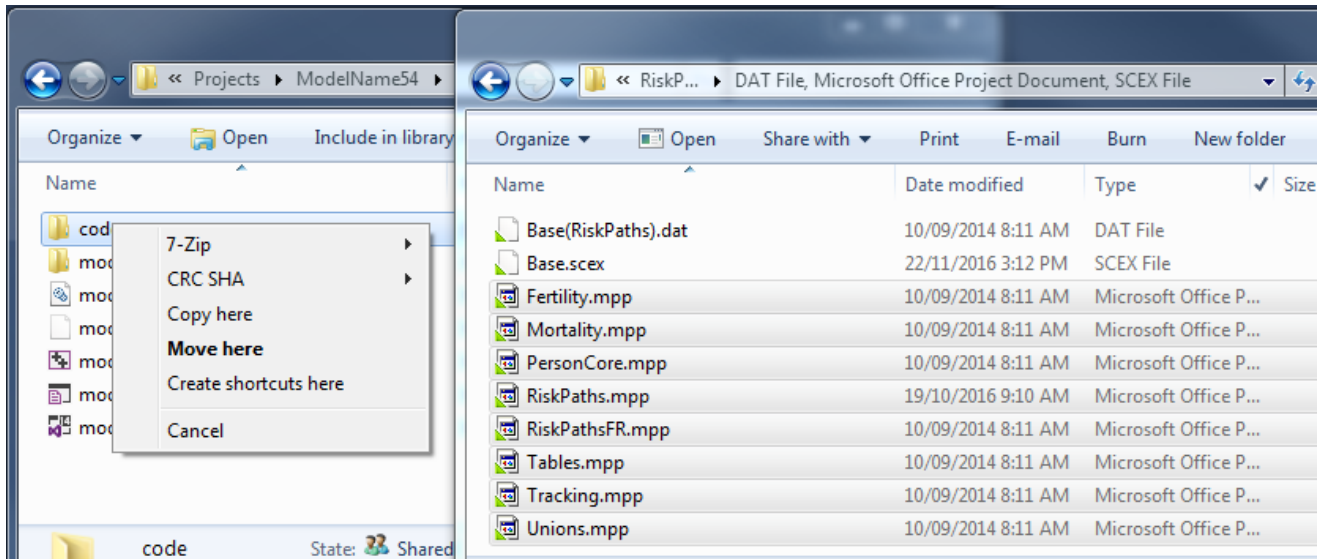 « Projects ▸ ModelName54 ▸
Organize Open Include in library
Name
cod
mod
mod
mod
mod
mod
mod
7-Zip
CRC SHA
Copy here
Move here
Create shortcuts here
Cancel
code State: Shared
« RiskP... ▸ DAT File, Microsoft Office Project Document, SCEX File
Organize Open Share with Print E-mail Burn New folder
Name Date modified Type Size
Base(RiskPaths).dat 10/09/2014 8:11 AM DAT File
Base.scex 22/11/2016 3:12 PM SCEX File
Fertility.mpp 10/09/2014 8:11 AM Microsoft Office P...
Mortality.mpp 10/09/2014 8:11 AM Microsoft Office P...
PersonCore.mpp 10/09/2014 8:11 AM Microsoft Office P...
RiskPaths.mpp 19/10/2016 9:10 AM Microsoft Office P...
RiskPathsFR.mpp 10/09/2014 8:11 AM Microsoft Office P...
Tables.mpp 10/09/2014 8:11 AM Microsoft Office P...
Tracking.mpp 10/09/2014 8:11 AM Microsoft Office P...
Unions.mpp 10/09/2014 8:11 AM Microsoft Office P...